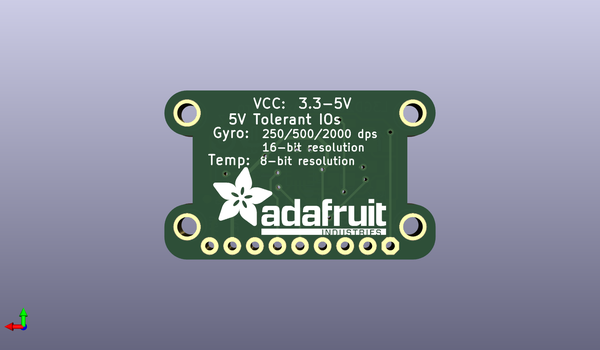 VCC: 3.3-5V
5V Tolerant IOs
Gyro: 250/500/2000 dps
16-bit resolution
Temp: 8-bit resolution
adafruit
INDUSTRIES